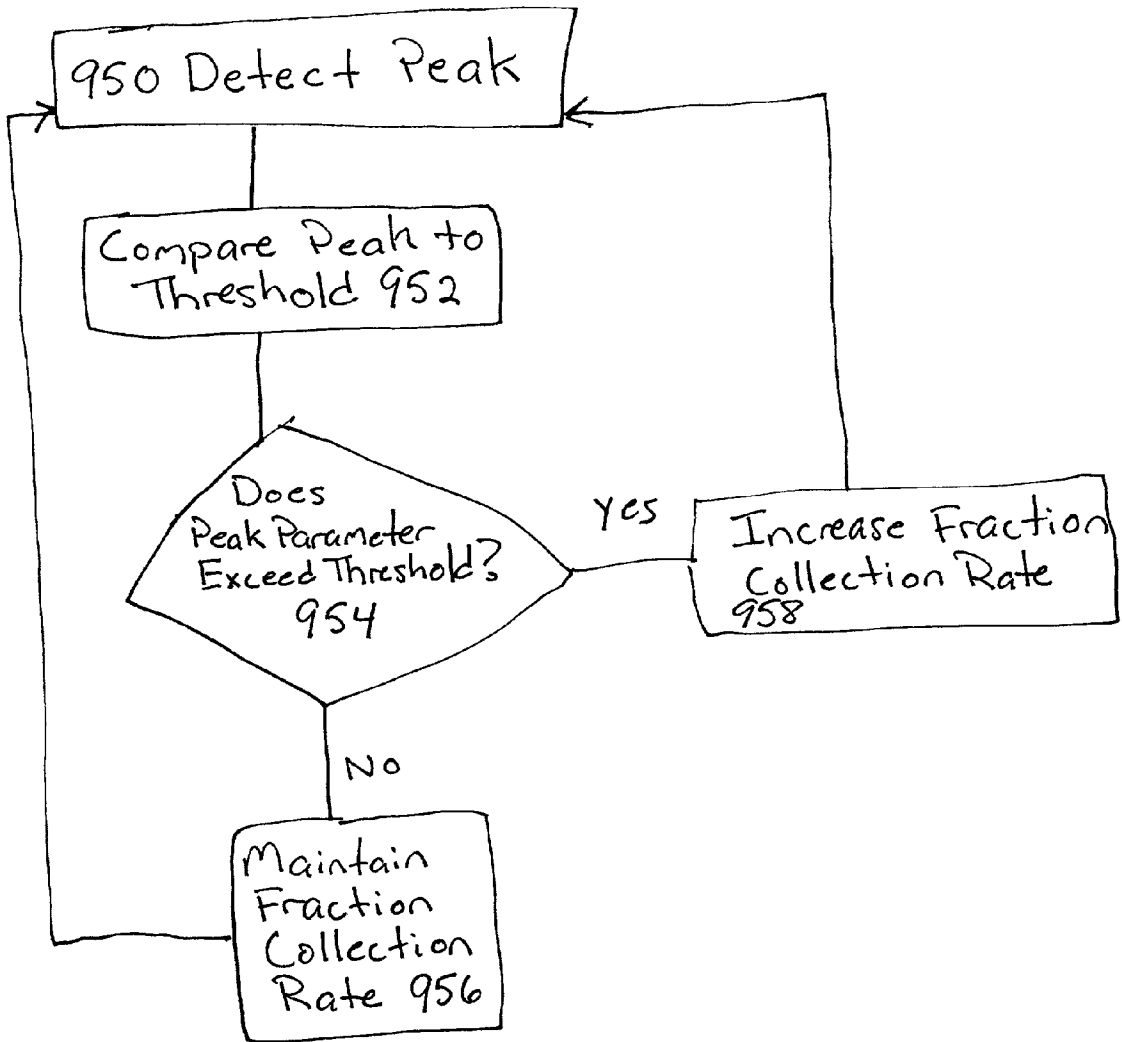 950 Detect Peak
Compare Peak to
Threshold 952
Does
Peak Parameter
Exceed Threshold?
954
Yes
Increase Fraction
Collection Rate
958
No
Maintain
Fraction
Collection
Rate 956